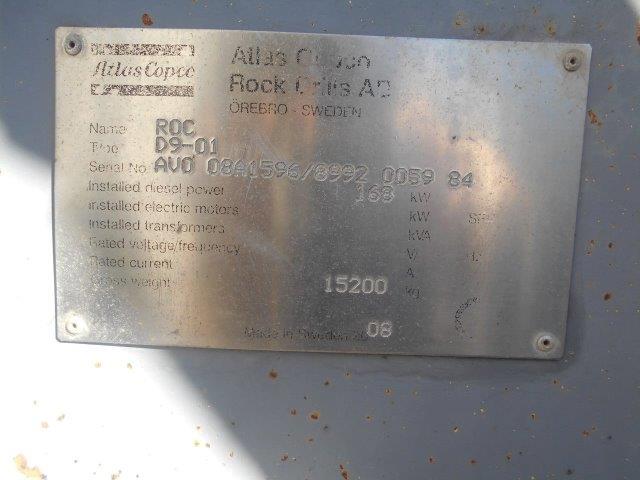 Atlas Copco
Atlas Copco
Rock Drills AB
ÖREBRO - SWEDEN
Name ROC
Type D9-01
Serial No. AVO 08A1596/8992 0059 84
Installed diesel power 168 kW
Installed electric motors kW
Installed transformers kVA
Rated voltage/frequency V/
Rated current A
Gross weight 15200 kg
Made in Sweden 20 08